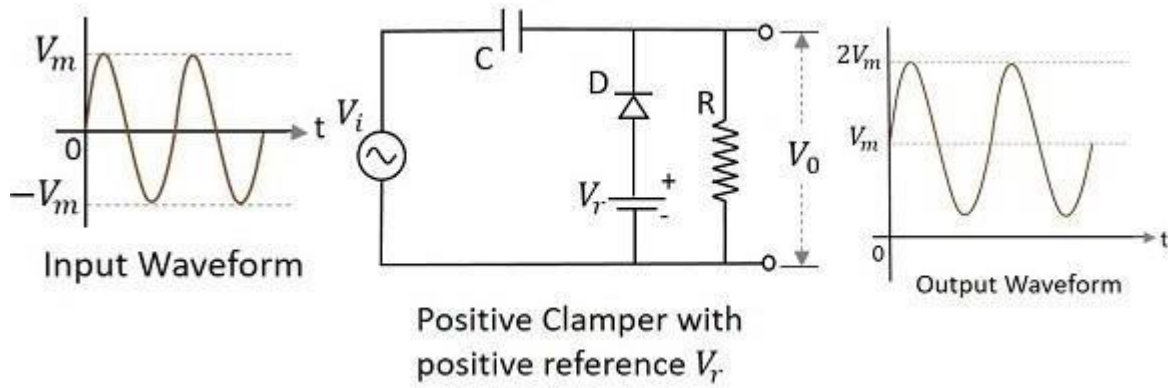 V_m
0
t
−V_m
Input Waveform
V_i
C
D
R
V_r
+
-
V_0
Positive Clamper with
positive reference V_r
2V_m
V_m
0
t
Output Waveform